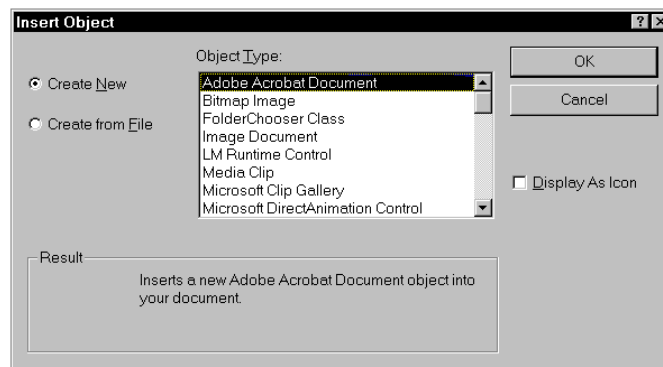 Insert Object
Object Type:
Create New
Create from File
Adobe Acrobat Document
Bitmap Image
FolderChooser Class
Image Document
LM Runtime Control
Media Clip
Microsoft Clip Gallery
Microsoft DirectAnimation Control
OK
Cancel
Display As Icon
Result
Inserts a new Adobe Acrobat Document object into
your document.